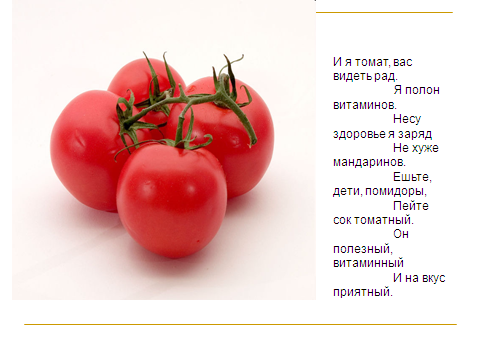 И я томат, вас
видеть рад.
Я полон
витаминов.
Несу
здоровье я заряд
Не хуже
мандаринов.
Ешьте,
дети, помидоры,
Пейте
сок томатный.
Он
полезный,
витаминный
И на вкус
приятный.